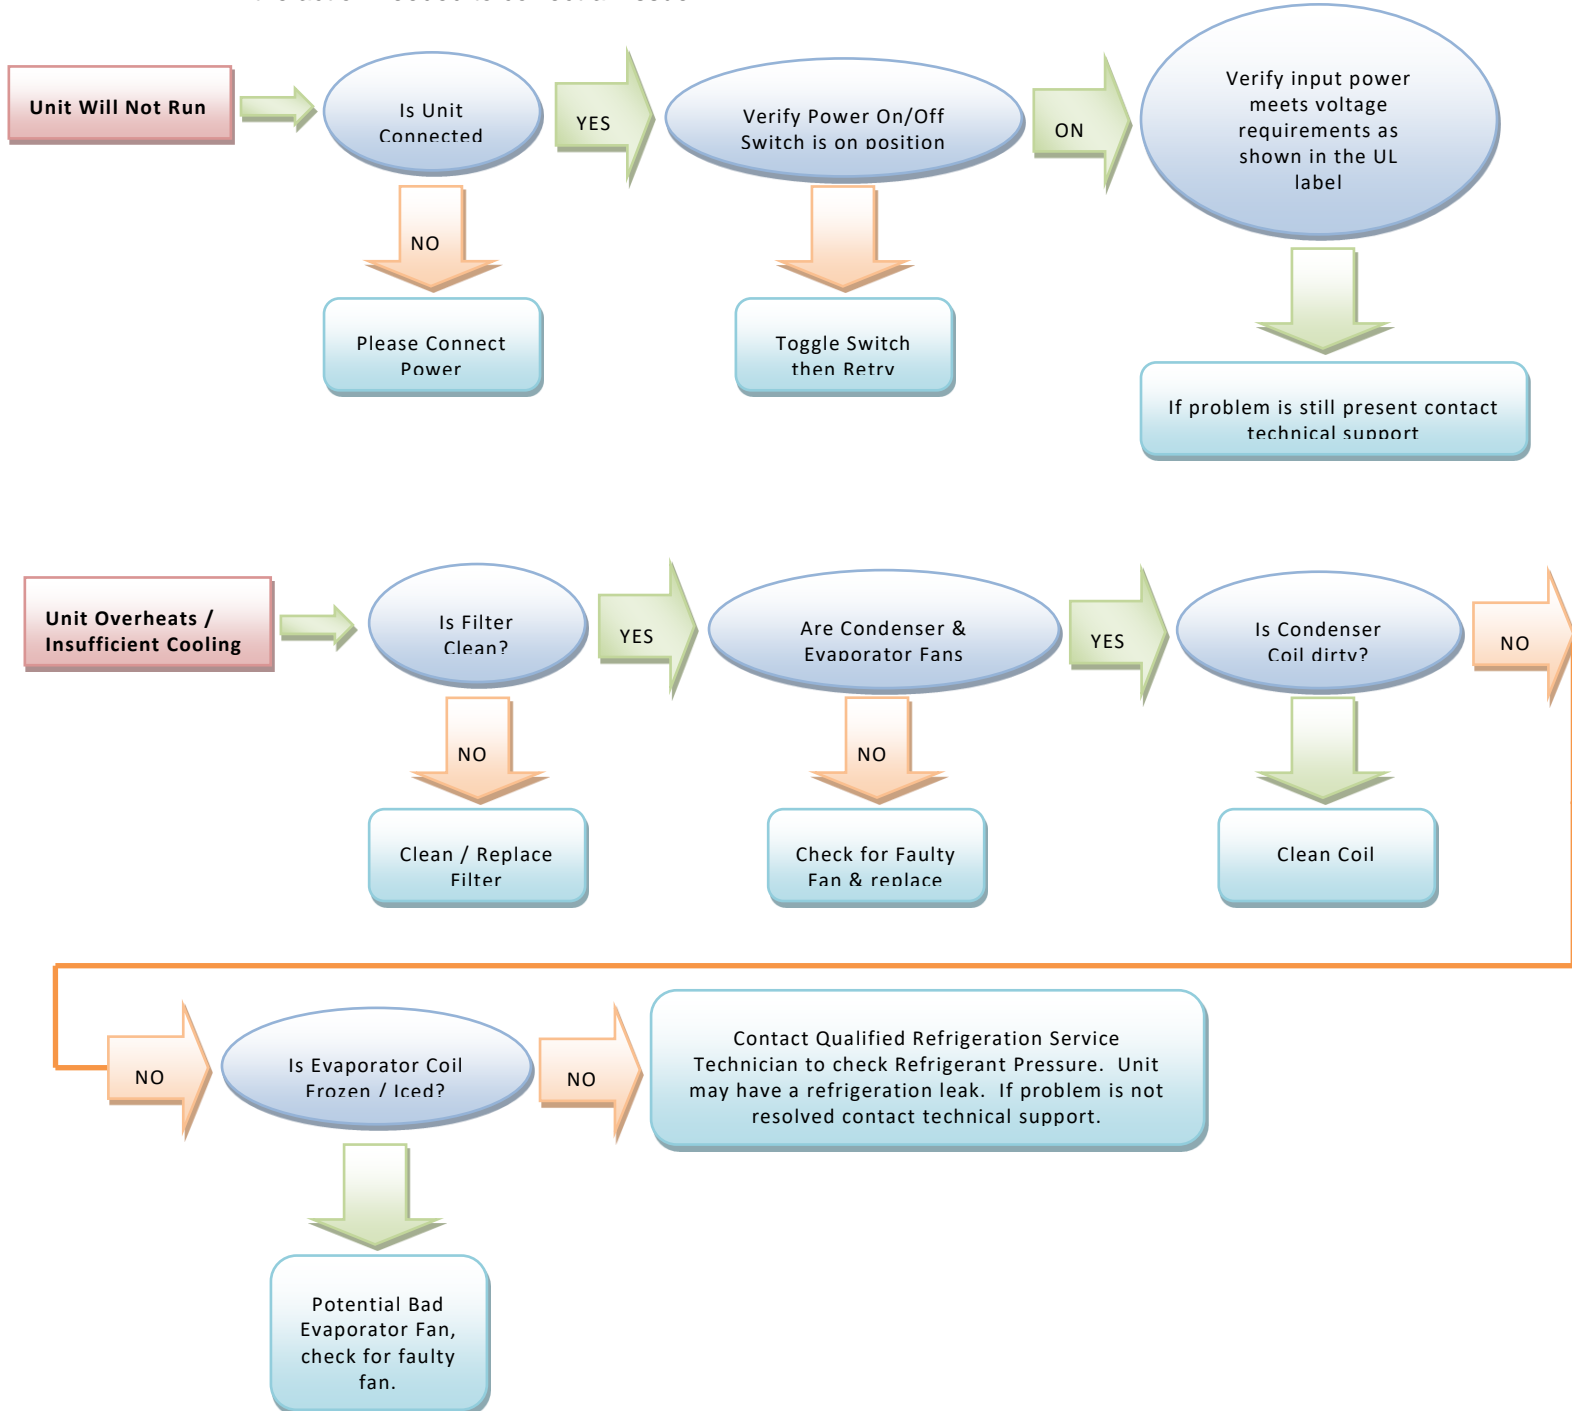 Unit Will Not Run
Is Unit
Connected
YES
Verify Power On/Off
Switch is on position
ON
Verify input power
meets voltage
requirements as
shown in the UL
label
NO
Please Connect
Power
Toggle Switch
then Retry
If problem is still present contact
technical support
Unit Overheats /
Insufficient Cooling
Is Filter
Clean?
YES
Are Condenser &
Evaporator Fans
YES
Is Condenser
Coil dirty?
NO
NO
NO
Clean / Replace
Filter
Check for Faulty
Fan & replace
Clean Coil
NO
Is Evaporator Coil
Frozen / Iced?
NO
Contact Qualified Refrigeration Service
Technician to check Refrigerant Pressure. Unit
may have a refrigeration leak. If problem is not
resolved contact technical support.
Potential Bad
Evaporator Fan,
check for faulty
fan.